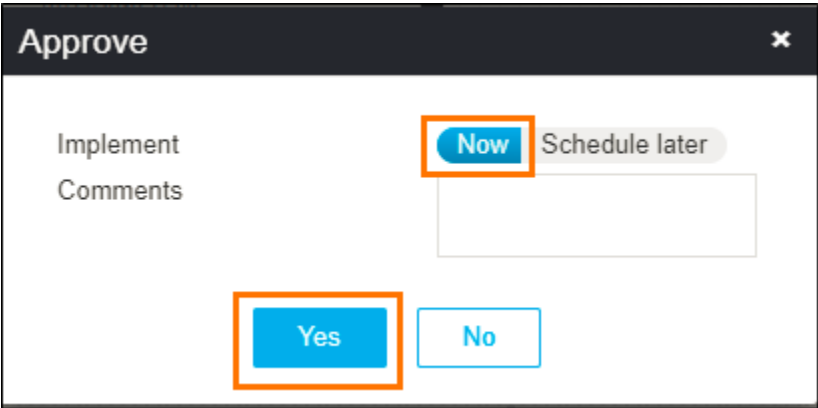 Approve
Implement Now Schedule later
Comments
Yes No